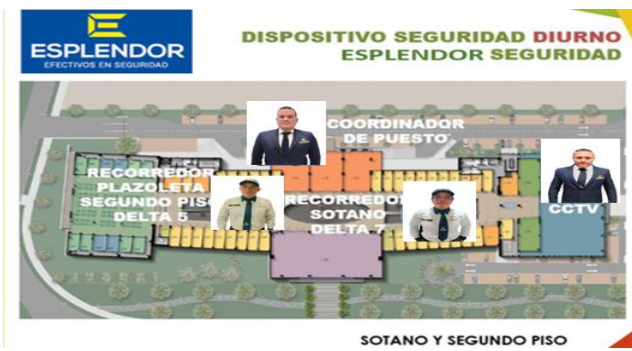 ESPLENDOR
EFECTIVOS EN SEGURIDAD
DISPOSITIVO SEGURIDAD DIURNO
ESPLENDOR SEGURIDAD
COORDINADOR
DE PUESTO
RECORREDOR
PLAZOLETA
SEGUNDO PISO
DELTA 5
RECORREDOR
SOTANO
DELTA 7
CCTV
SOTANO Y SEGUNDO PISO